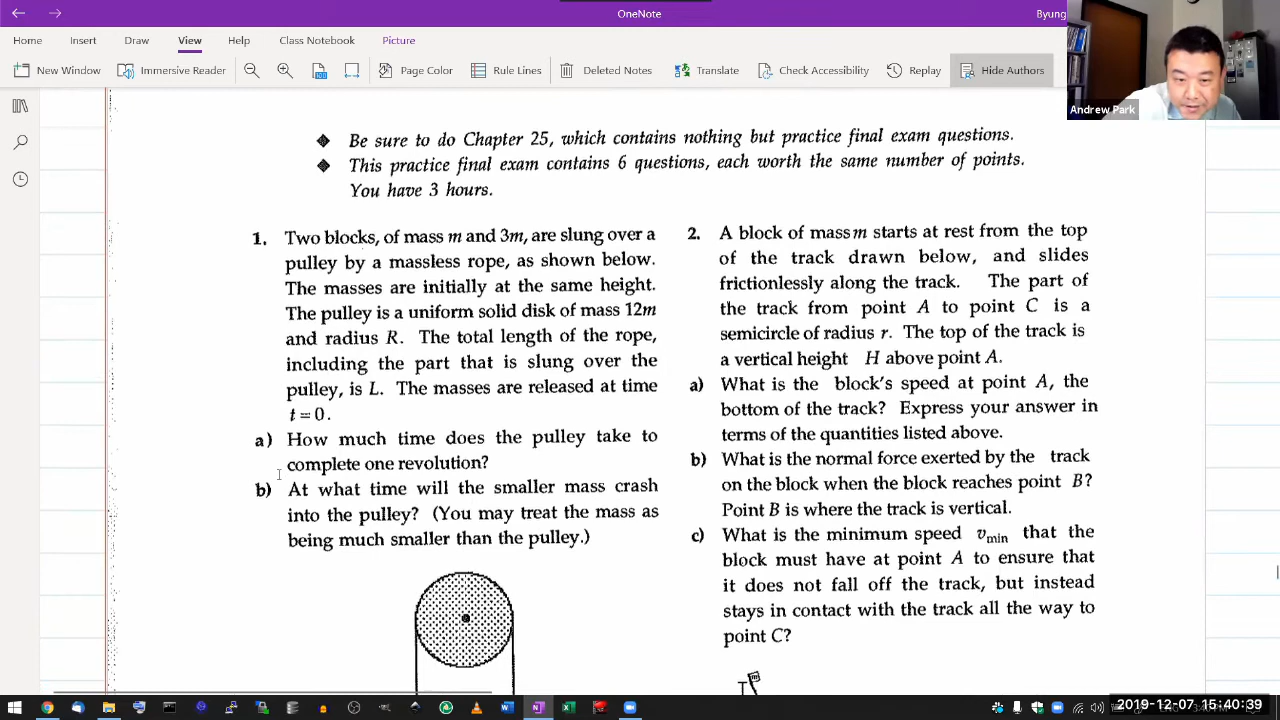 OneNote
Byung
Home Insert Draw View Help Class Notebook Picture
New Window Immersive Reader Page Color Run Lines Deleted Notes Translate Check Accessibility Replay Hide Authors
Andrew Park
Be sure to do Chapter 25, which contains nothing but practice final exam questions.
This practice final exam contains 6 questions, each worth the same number of points.
You have 3 hours.
1. Two blocks, of mass m and 3m, are slung over a
pulley by a massless rope, as shown below.
The masses are initially at the same height.
The pulley is a uniform solid disk of mass 12m
and radius R. The total length of the rope,
including the part that is slung over the
pulley, is L. The masses are released at time
t = 0.
a) How much time does the pulley take to
complete one revolution?
b) At what time will the smaller mass crash
into the pulley? (You may treat the mass as
being much smaller than the pulley.)
2. A block of mass m starts at rest from the top
of the track drawn below, and slides
frictionlessly along the track. The part of
the track from point A to point C is a
semicircle of radius r. The top of the track is
a vertical height H above point A.
a) What is the block's speed at point A, the
bottom of the track? Express your answer in
terms of the quantities listed above.
b) What is the normal force exerted by the track
on the block when the block reaches point B?
Point B is where the track is vertical.
c) What is the minimum speed vmin that the
block must have at point A to ensure that
it does not fall off the track, but instead
stays in contact with the track all the way to
point C?
2019-12-07 15:40:39